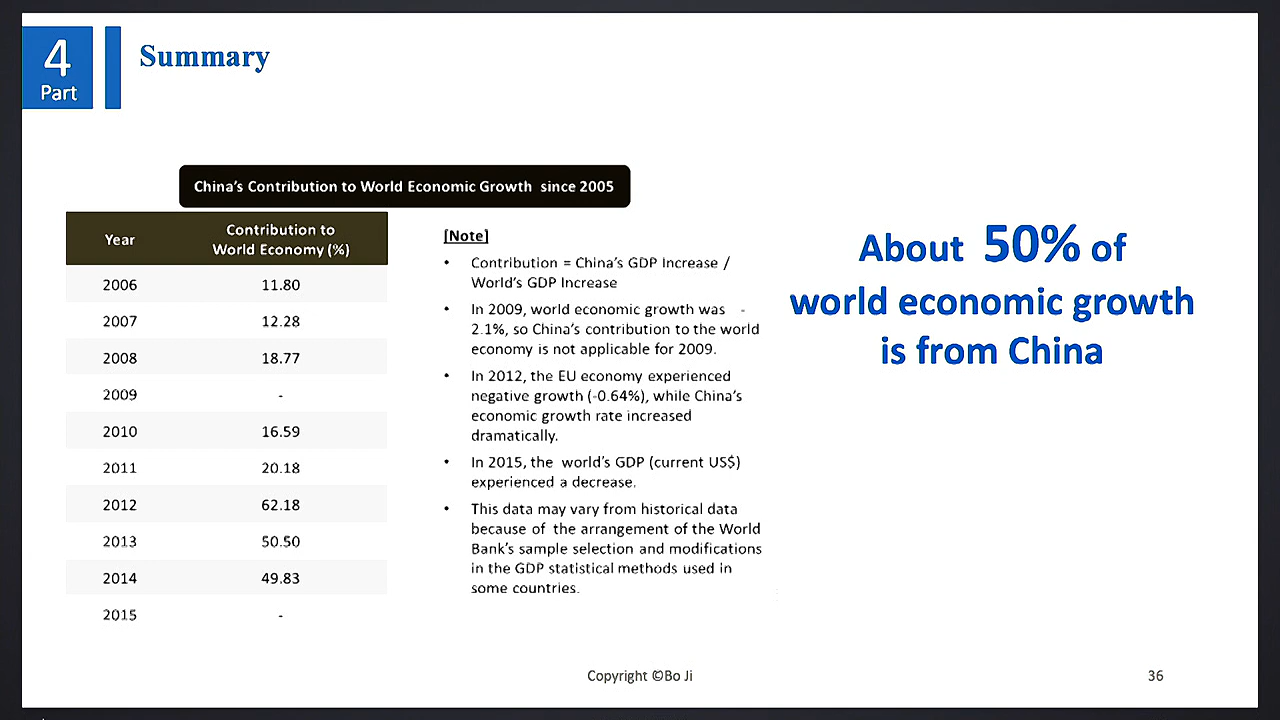 4
Part
Summary
China's Contribution to World Economic Growth since 2005
Year
Contribution to
World Economy (%)
2006 11.80
2007 12.28
2008 18.77
2009 -
2010 16.59
2011 20.18
2012 62.18
2013 50.50
2014 49.83
2015 -
[Note]
• Contribution = China's GDP Increase /
World's GDP Increase
• In 2009, world economic growth was -
2.1%, so China's contribution to the world
economy is not applicable for 2009.
• In 2012, the EU economy experienced
negative growth (-0.64%), while China's
economic growth rate increased
dramatically.
• In 2015, the world's GDP (current US$)
experienced a decrease.
• This data may vary from historical data
because of the arrangement of the World
Bank's sample selection and modifications
in the GDP statistical methods used in
some countries.
About 50% of
world economic growth
is from China
Copyright ©Bo Ji
36